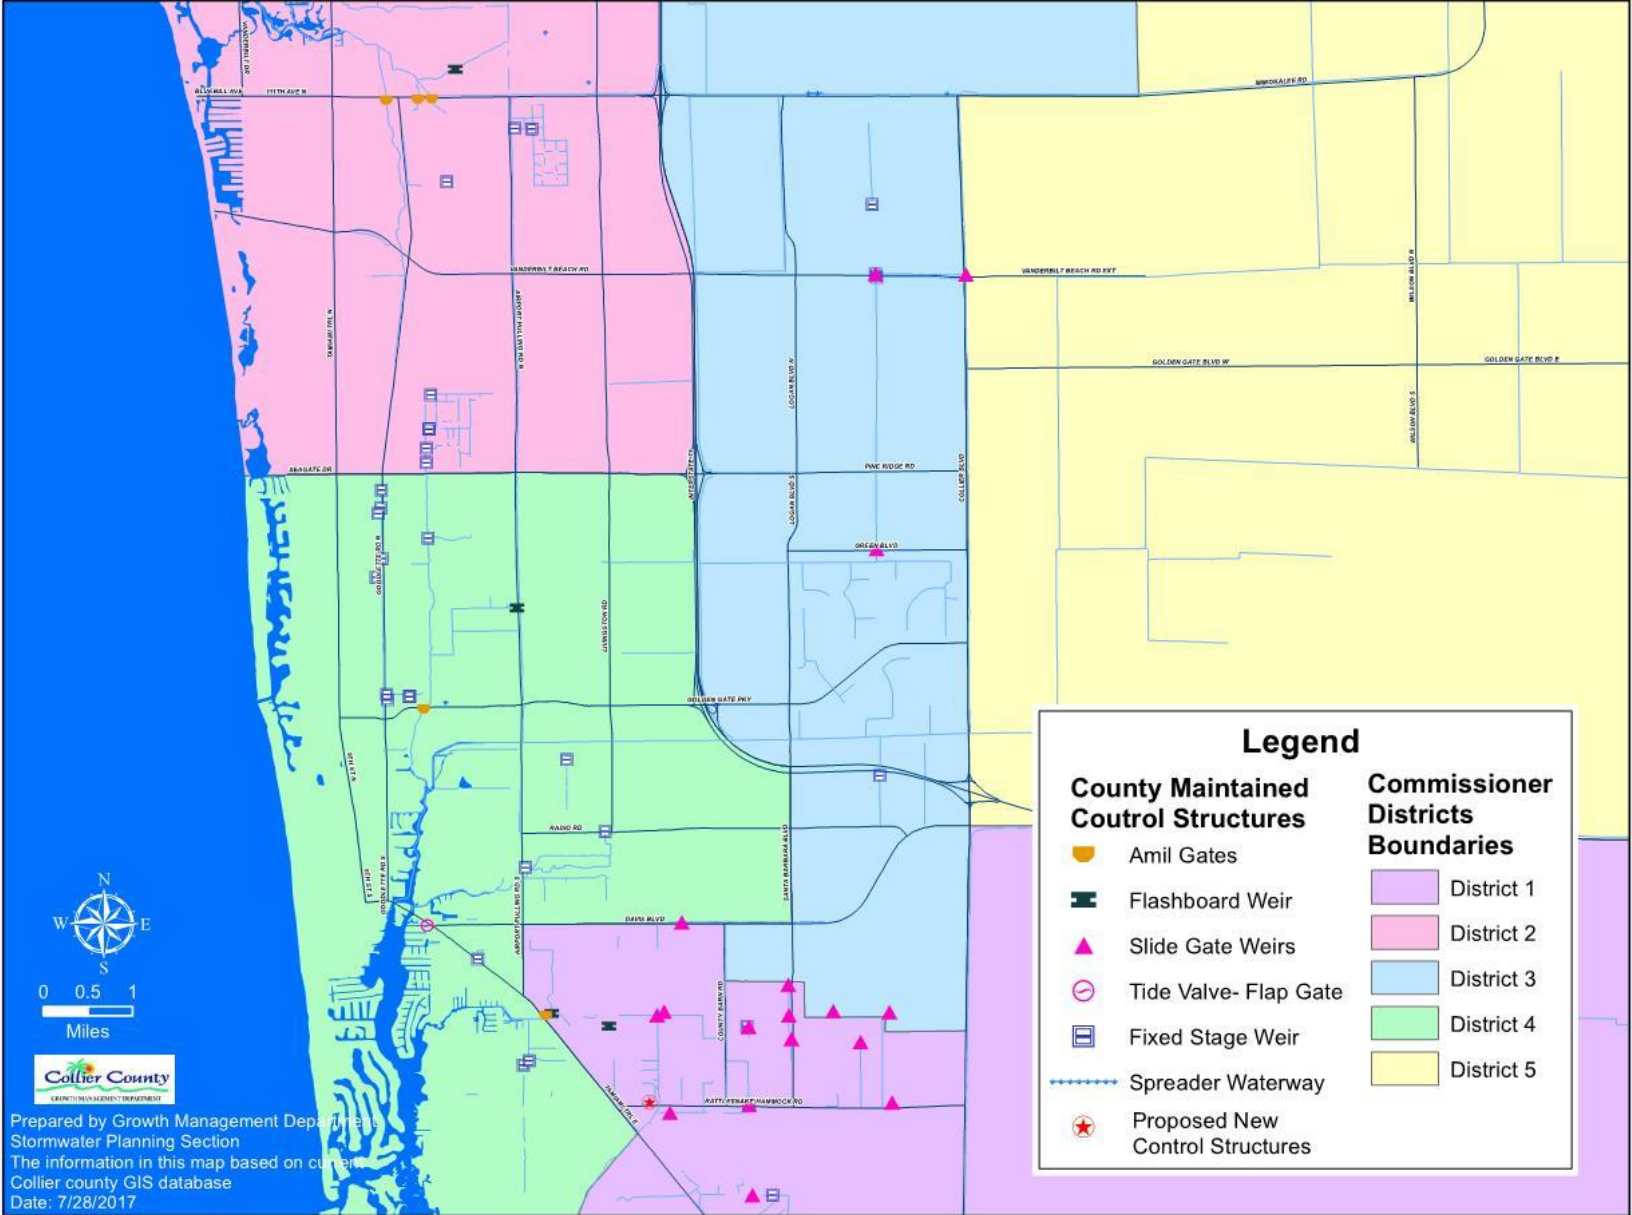 VANDERBILT DR
BLUEBILL AVE
111TH AVE N
IMMOKALEE RD
VANDERBILT BEACH RD
VANDERBILT BEACH RD EXT
WILSON BLVD N
TAMIAMI TRL N
AIRPORT PULLING RD N
GOLDEN GATE BLVD W
GOLDEN GATE BLVD E
LOGAN BLVD N
WILSON BLVD S
SEAGATE DR
PINE RIDGE RD
INTERSTATE 75
LOGAN BLVD S
COLLIER BLVD
GREEN BLVD
GOODLETTE RD N
LIVINGSTON RD
GOLDEN GATE PKY
9TH ST N
RADIO RD
SANTA BARBARA BLVD
9TH ST S
GOODLETTE RD S
AIRPORT PULLING RD S
DAVIS BLVD
COUNTY BARN RD
TAMIAMI TRL E
RATTLESNAKE HAMMOCK RD
N
W E
S
0 0.5 1
Miles
Collier County
GROWTH MANAGEMENT DEPARTMENT
Prepared by Growth Management Department
Stormwater Planning Section
The information in this map based on current
Collier county GIS database
Date: 7/28/2017
Legend
County Maintained
Coutrol Structures
Amil Gates
Flashboard Weir
Slide Gate Weirs
Tide Valve- Flap Gate
Fixed Stage Weir
Spreader Waterway
Proposed New
Control Structures
Commissioner
Districts
Boundaries
District 1
District 2
District 3
District 4
District 5